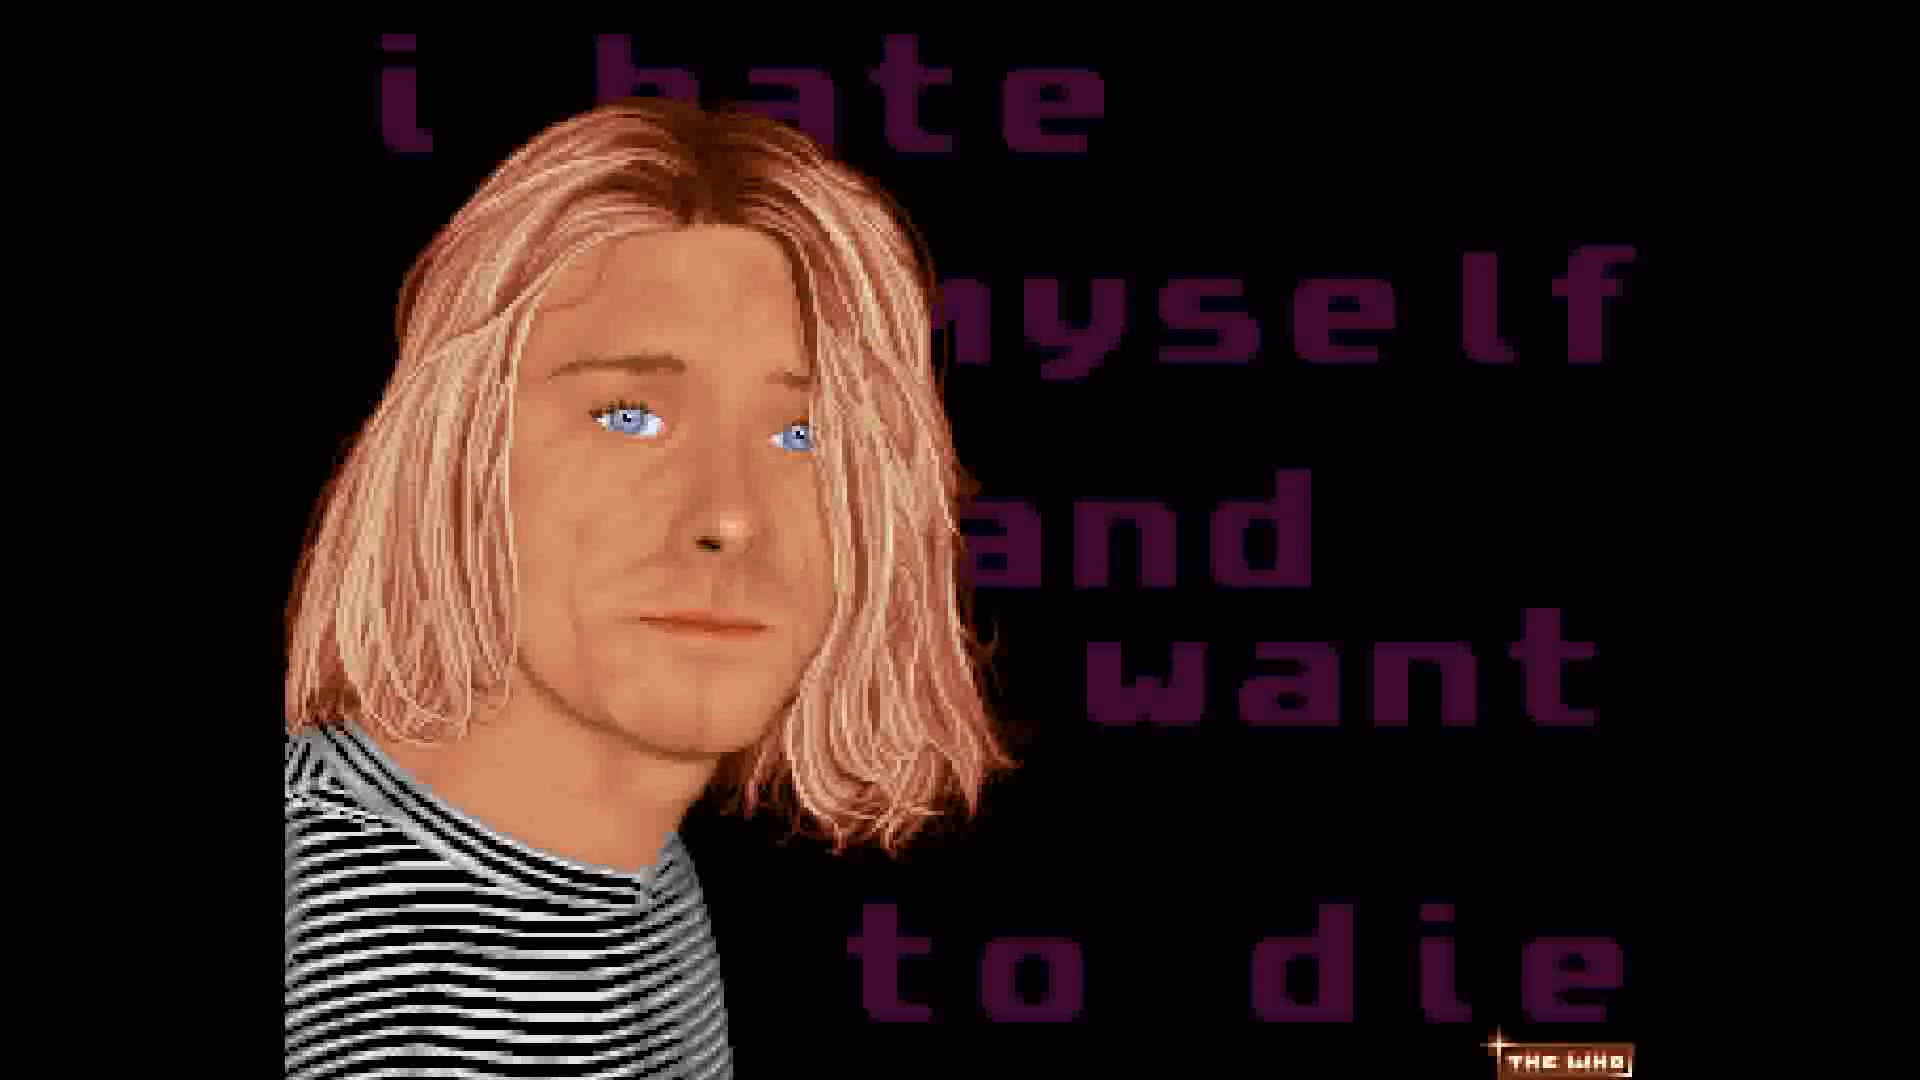 i hate
myself
and
want
to die
THE WHO